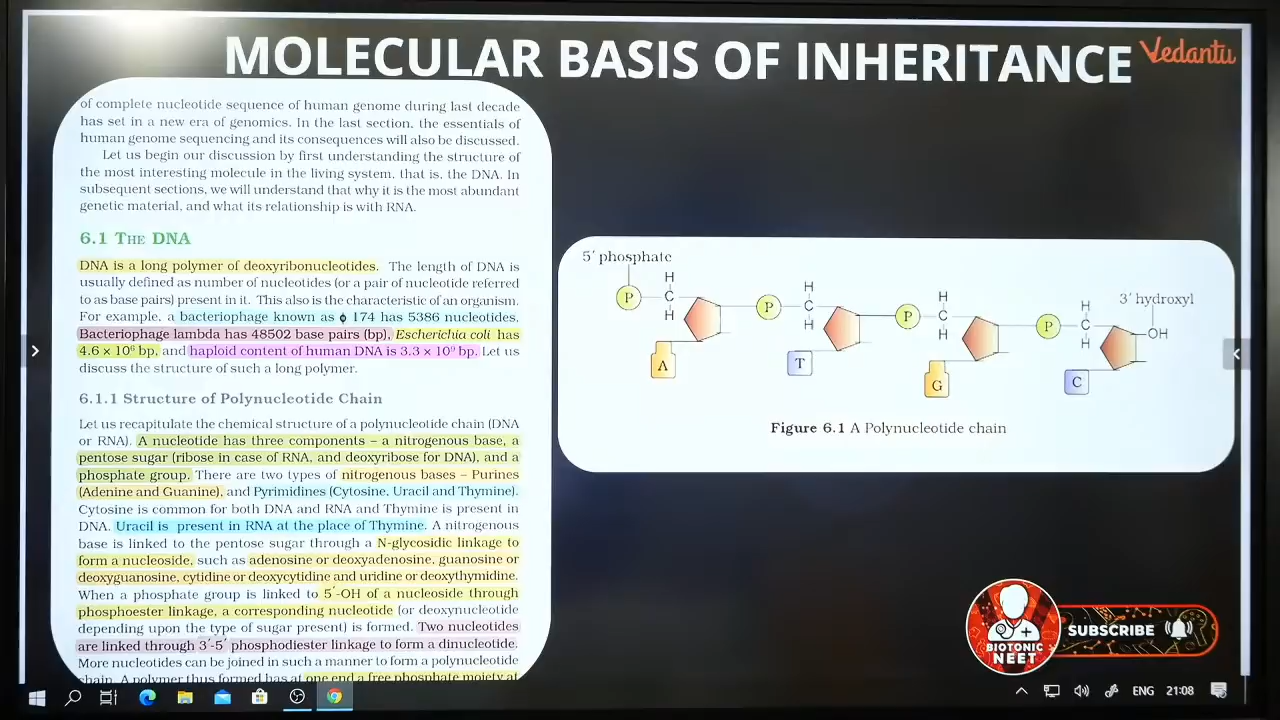 MOLECULAR BASIS OF INHERITANCE
Vedantu
of complete nucleotide sequence of human genome during last decade
has set in a new era of genomics. In the last section, the essentials of
human genome sequencing and its consequences will also be discussed.
Let us begin our discussion by first understanding the structure of
the most interesting molecule in the living system, that is, the DNA. In
subsequent sections, we will understand that why it is the most abundant
genetic material, and what its relationship is with RNA.
6.1 THE DNA
DNA is a long polymer of deoxyribonucleotides. The length of DNA is
usually defined as number of nucleotides (or a pair of nucleotide referred
to as base pairs) present in it. This also is the characteristic of an organism.
For example, a bacteriophage known as ϕ 174 has 5386 nucleotides,
Bacteriophage lambda has 48502 base pairs (bp), Escherichia coli has
4.6 × 10⁶ bp, and haploid content of human DNA is 3.3 × 10⁹ bp. Let us
discuss the structure of such a long polymer.
6.1.1 Structure of Polynucleotide Chain
Let us recapitulate the chemical structure of a polynucleotide chain (DNA
or RNA). A nucleotide has three components – a nitrogenous base, a
pentose sugar (ribose in case of RNA, and deoxyribose for DNA), and a
phosphate group. There are two types of nitrogenous bases – Purines
(Adenine and Guanine), and Pyrimidines (Cytosine, Uracil and Thymine).
Cytosine is common for both DNA and RNA and Thymine is present in
DNA. Uracil is present in RNA at the place of Thymine. A nitrogenous
base is linked to the pentose sugar through a N-glycosidic linkage to
form a nucleoside, such as adenosine or deoxyadenosine, guanosine or
deoxyguanosine, cytidine or deoxycytidine and uridine or deoxythymidine.
When a phosphate group is linked to 5′-OH of a nucleoside through
phosphoester linkage, a corresponding nucleotide (or deoxynucleotide
depending upon the type of sugar present) is formed. Two nucleotides
are linked through 3′-5′ phosphodiester linkage to form a dinucleotide.
More nucleotides can be joined in such a manner to form a polynucleotide
chain. A polymer thus formed has at one end a free phosphate moiety at
5′ phosphate
3′ hydroxyl
H H H H
P C P C P C P C OH
H H H H
A T G C
Figure 6.1 A Polynucleotide chain
BIOTONIC
NEET
SUBSCRIBE
ENG 21:08